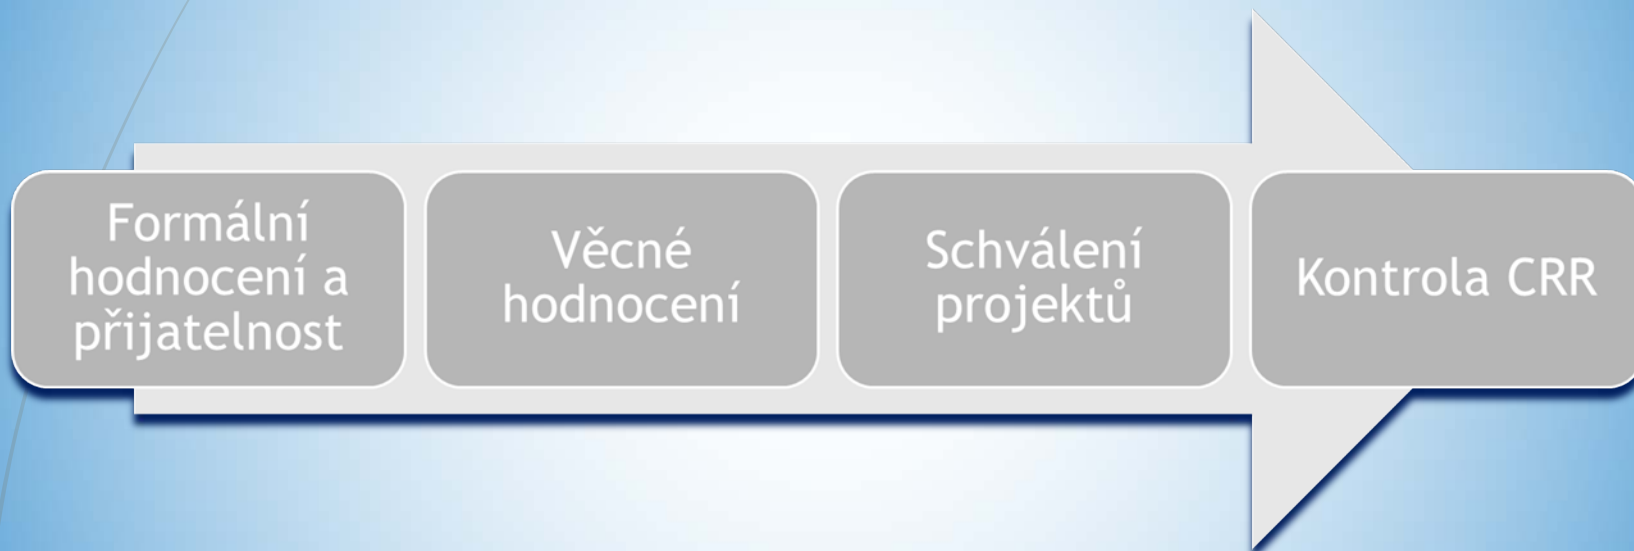 Formální
hodnocení a
přijatelnost
Věcné
hodnocení
Schválení
projektů
Kontrola CRR